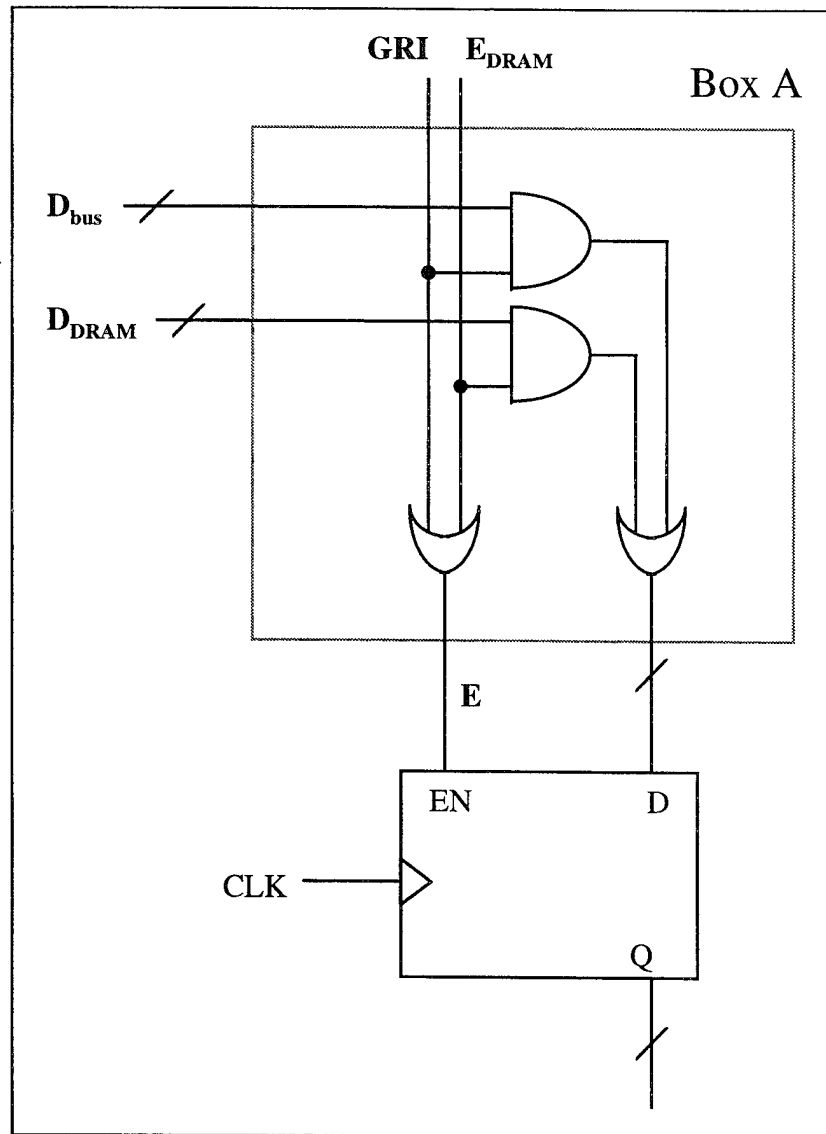 GRI E_DRAM
Box A
D_bus
D_DRAM
E
EN D
CLK
Q